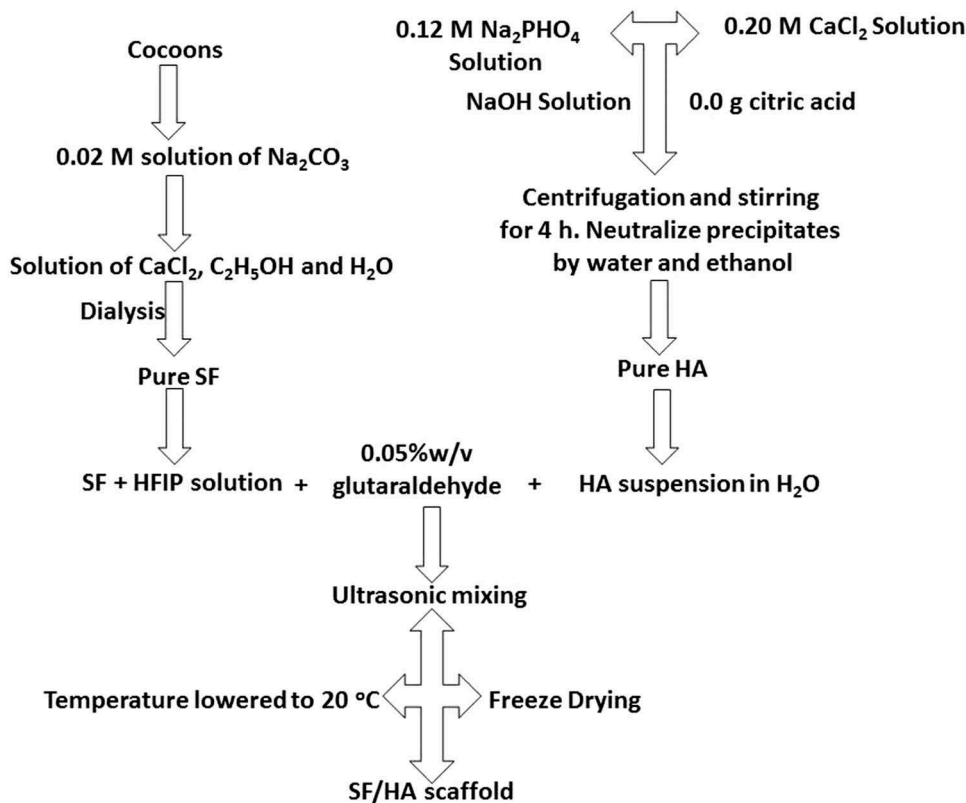 Cocoons
0.02 M solution of Na₂CO₃
Solution of CaCl₂, C₂H₅OH and H₂O
Dialysis
Pure SF
SF + HFIP solution
0.12 M Na₂PHO₄
Solution
0.20 M CaCl₂ Solution
NaOH Solution
0.0 g citric acid
Centrifugation and stirring
for 4 h. Neutralize precipitates
by water and ethanol
Pure HA
+
0.05%w/v
glutaraldehyde
+
HA suspension in H₂O
Ultrasonic mixing
Temperature lowered to 20 °C
Freeze Drying
SF/HA scaffold